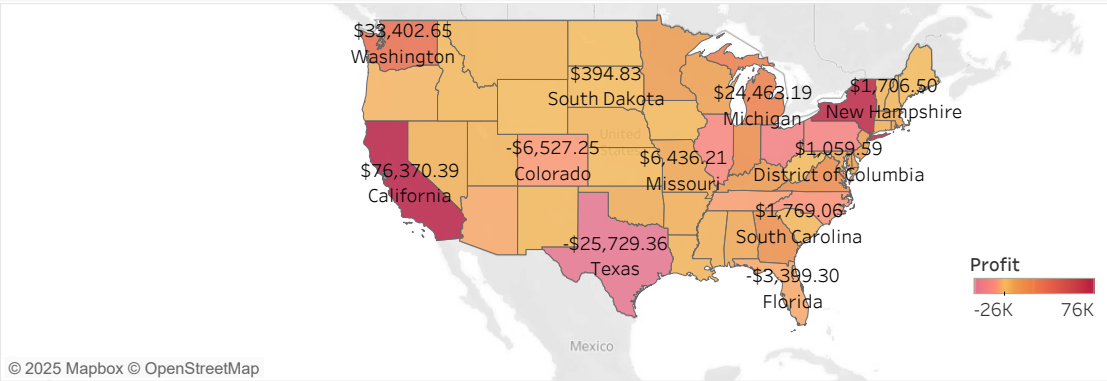 $33,402.65
Washington
$394.83
South Dakota
$24,463.19
Michigan
$1,706.50
New Hampshire
United
States
-$6,527.25
Colorado
$6,436.21
Missouri
$1,059.59
District of Columbia
$76,370.39
California
$1,769.06
South Carolina
-$25,729.36
Texas
-$3,399.30
Florida
Profit
-26K
76K
Mexico
© 2025 Mapbox © OpenStreetMap